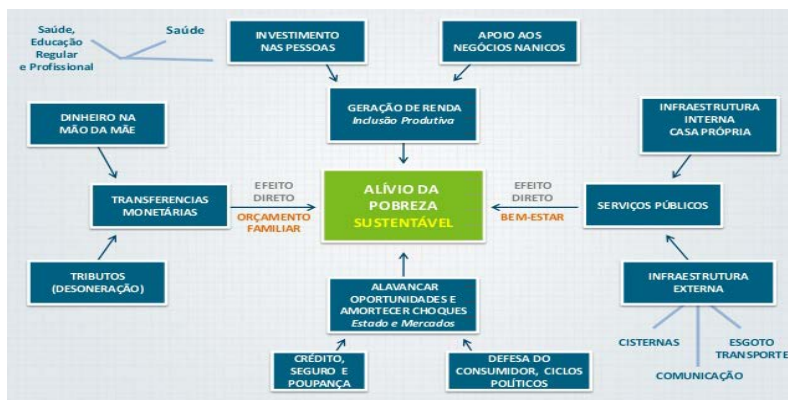 Saúde,
Educação
Regular
e Profissional
Saúde
INVESTIMENTO
NAS PESSOAS
APOIO AOS
NEGÓCIOS NANICOS
DINHEIRO NA
MÃO DA MÃE
GERAÇÃO DE RENDA
Inclusão Produtiva
INFRAESTRUTURA
INTERNA
CASA PRÓPRIA
TRANSFERENCIAS
MONETÁRIAS
EFEITO
DIRETO
ORÇAMENTO
FAMILIAR
ALÍVIO DA
POBREZA
SUSTENTÁVEL
EFEITO
DIRETO
BEM-ESTAR
SERVIÇOS PÚBLICOS
TRIBUTOS
(DESONERAÇÃO)
ALAVANCAR
OPORTUNIDADES E
AMORTECER CHOQUES
Estado e Mercados
INFRAESTRUTURA
EXTERNA
CRÉDITO,
SEGURO E
POUPANÇA
DEFESA DO
CONSUMIDOR, CICLOS
POLÍTICOS
CISTERNAS
ESGOTO
TRANSPORTE
COMUNICAÇÃO